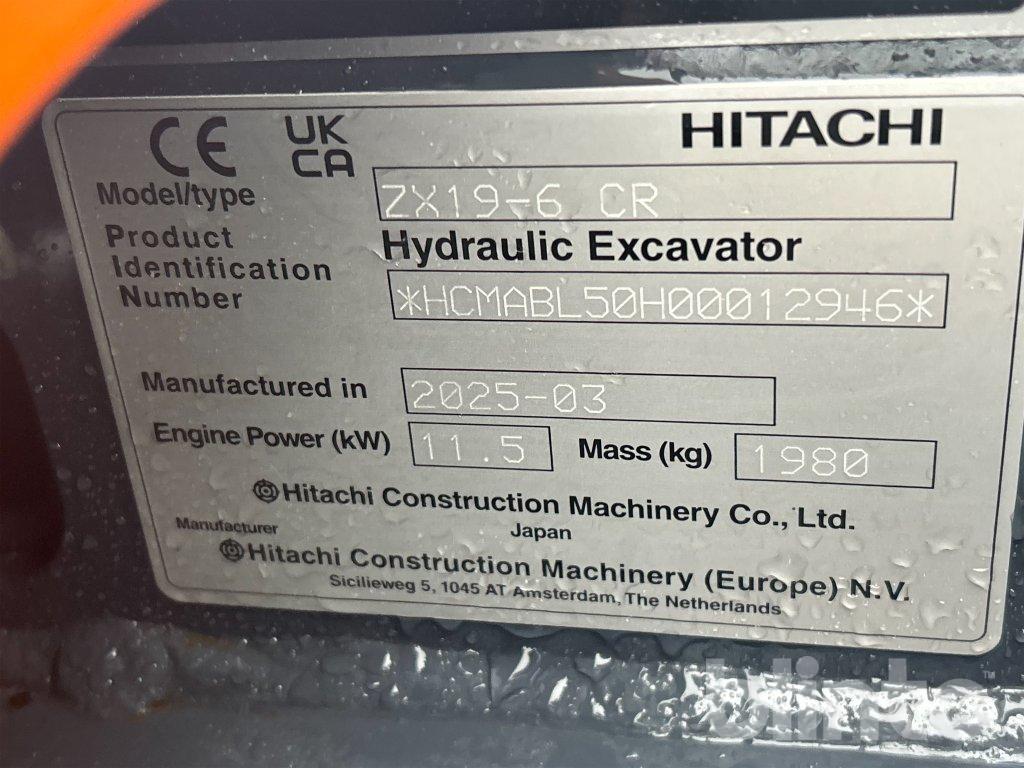 CE UK CA HITACHI
Model/type ZX19-6 CR
Product Hydraulic Excavator
Identification
Number *HCMABL50H00012946*
Manufactured in 2025-03
Engine Power (kW) 11.5 Mass (kg) 1980
Hitachi Construction Machinery Co., Ltd.
Japan
Manufacturer
Hitachi Construction Machinery (Europe) N.V.
Sicilieweg 5, 1045 AT Amsterdam, The Netherlands